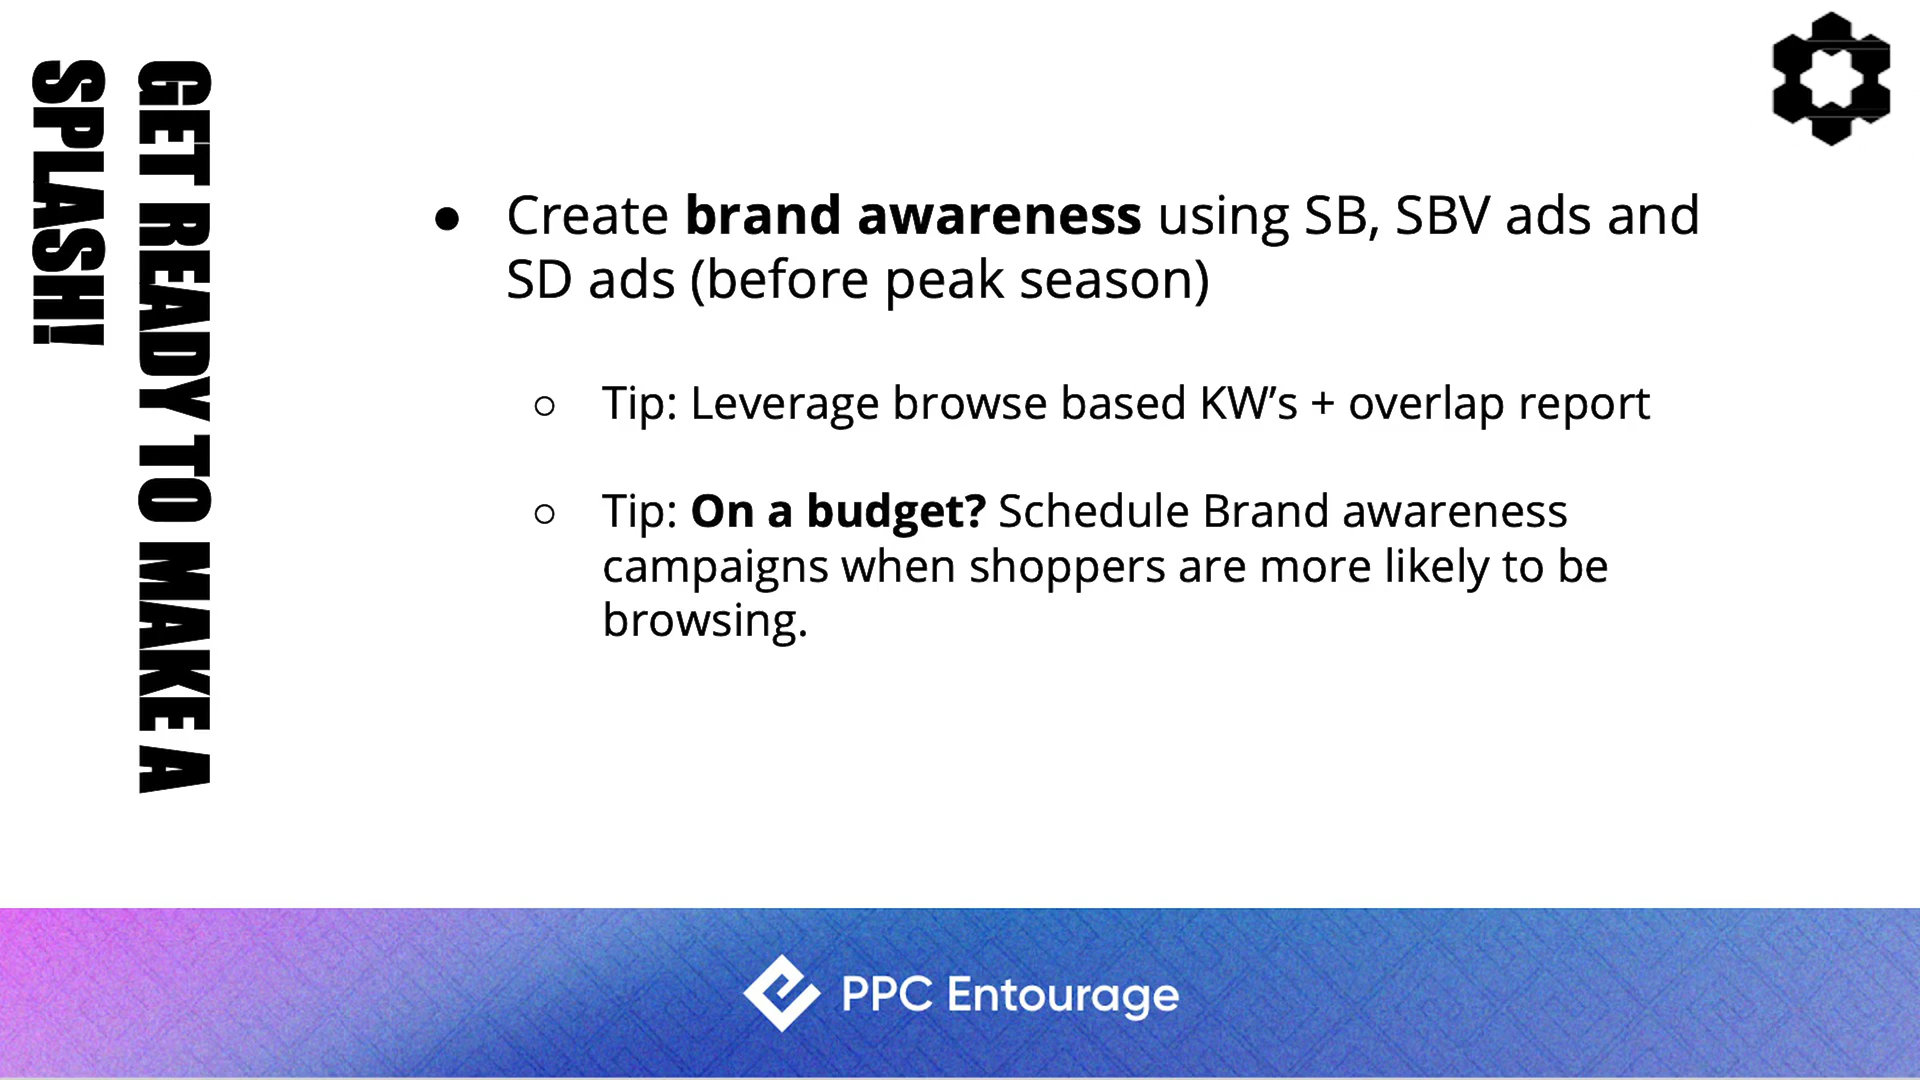 GET READY TO MAKE A
SPLASH!
● Create brand awareness using SB, SBV ads and
SD ads (before peak season)
○ Tip: Leverage browse based KW’s + overlap report
○ Tip: On a budget? Schedule Brand awareness
campaigns when shoppers are more likely to be
browsing.
PPC Entourage